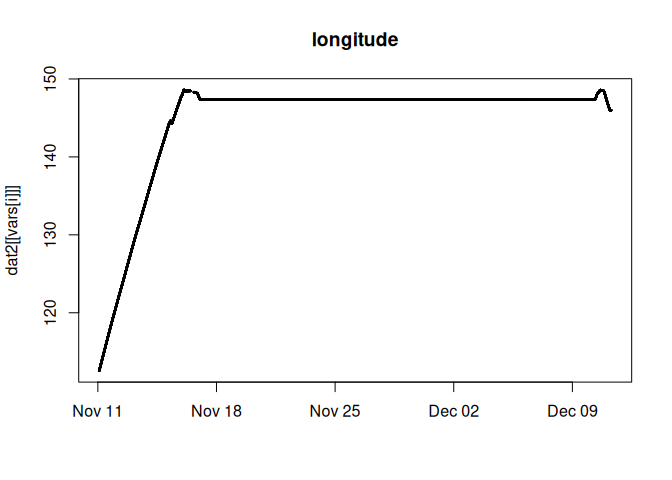 longitude
dat2[[vars[i]]]
150
140
130
120
Nov 11
Nov 18
Nov 25
Dec 02
Dec 09